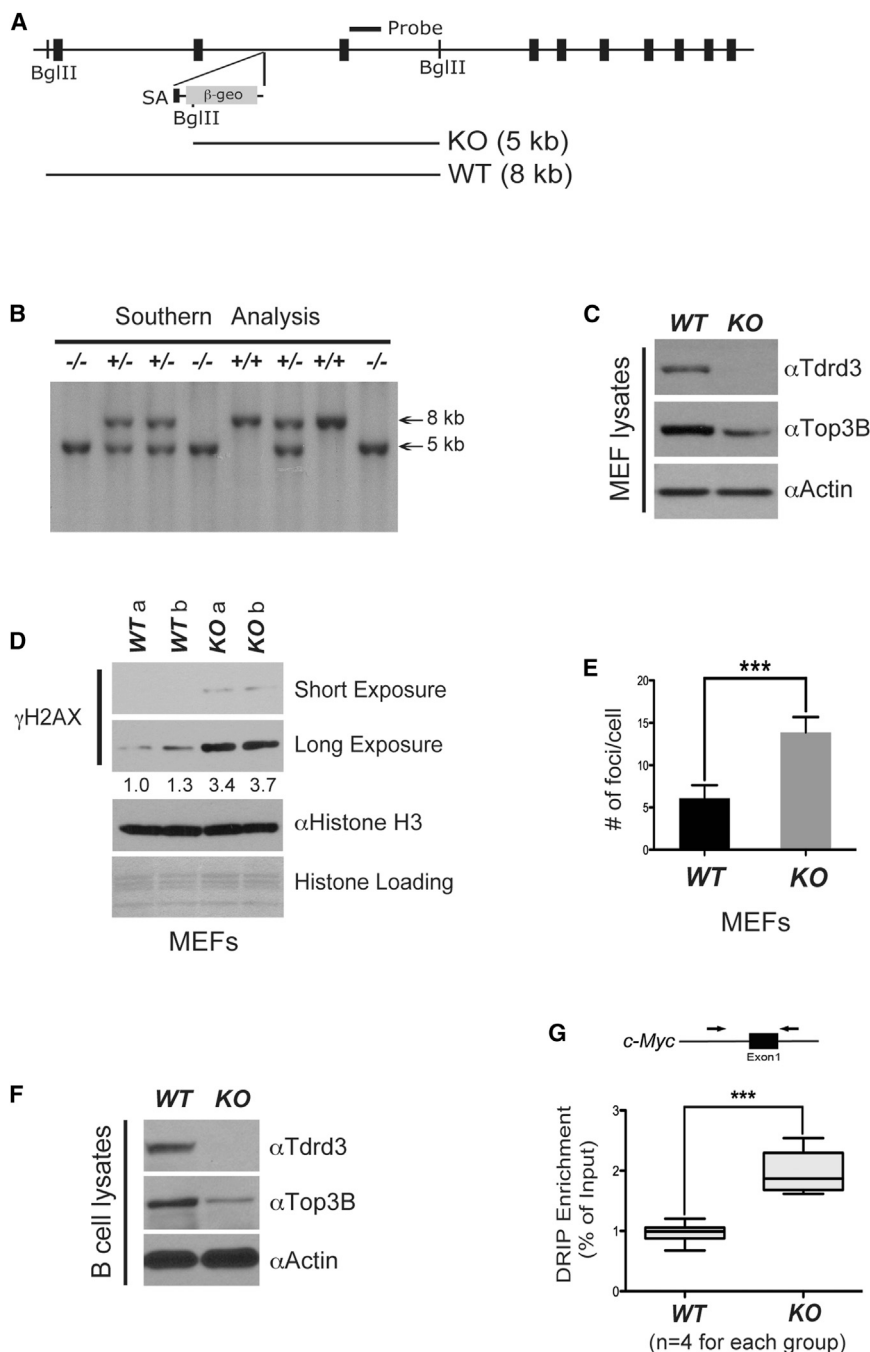 A
Probe
BglII
BglII
SA
β-geo
BglII
KO (5 kb)
WT (8 kb)
B
Southern Analysis
-/- +/- +/- -/- +/+ +/- +/+ -/-
8 kb
5 kb
C
WT KO
MEF lysates
αTdrd3
αTop3B
αActin
D
WT a WT b KO a KO b
γH2AX
Short Exposure
Long Exposure
1.0 1.3 3.4 3.7
αHistone H3
Histone Loading
MEFs
E
***
# of foci/cell
20
15
10
5
0
WT KO
MEFs
F
WT KO
B cell lysates
αTdrd3
αTop3B
αActin
G
c-Myc
Exon1
***
DRIP Enrichment
(% of Input)
3
2
1
0
WT KO
(n=4 for each group)